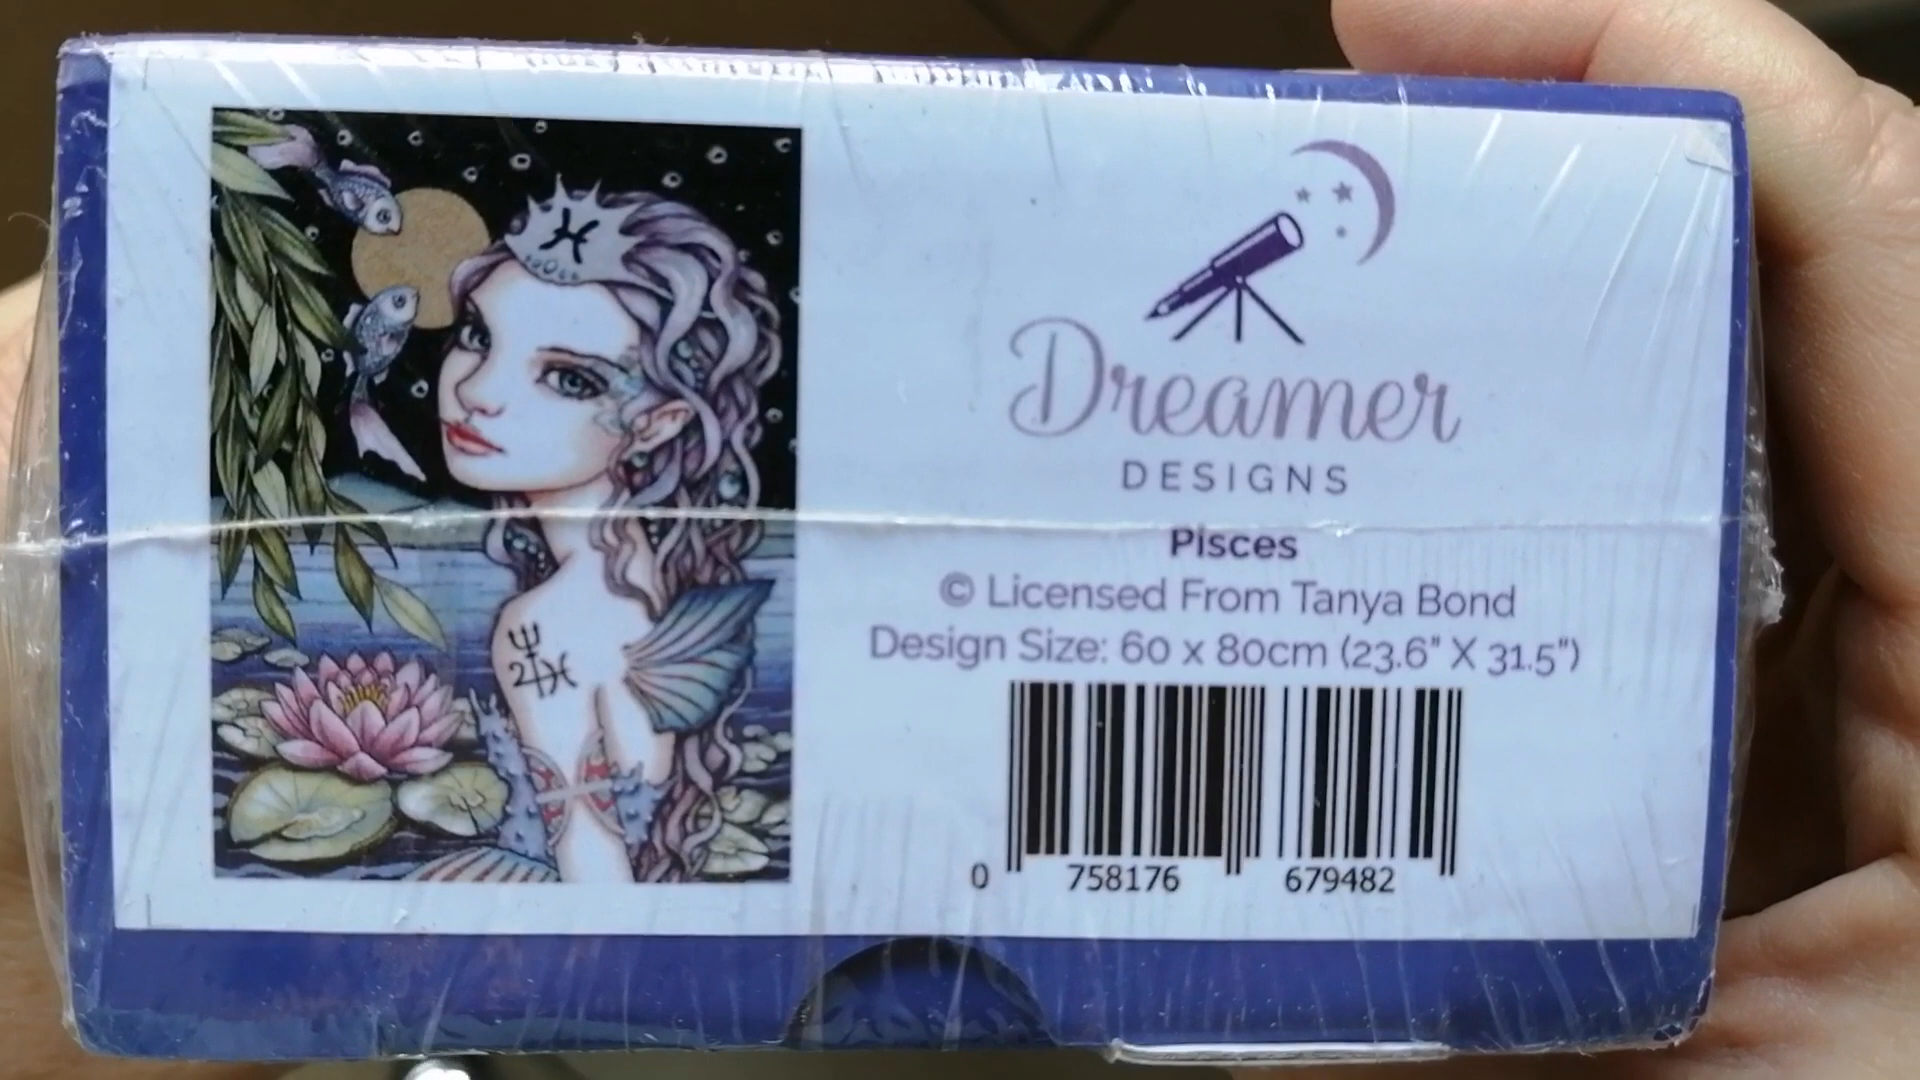 Dreamer
DESIGNS
Pisces
© Licensed From Tanya Bond
Design Size: 60 x 80cm (23.6" X 31.5")
0 758176 679482